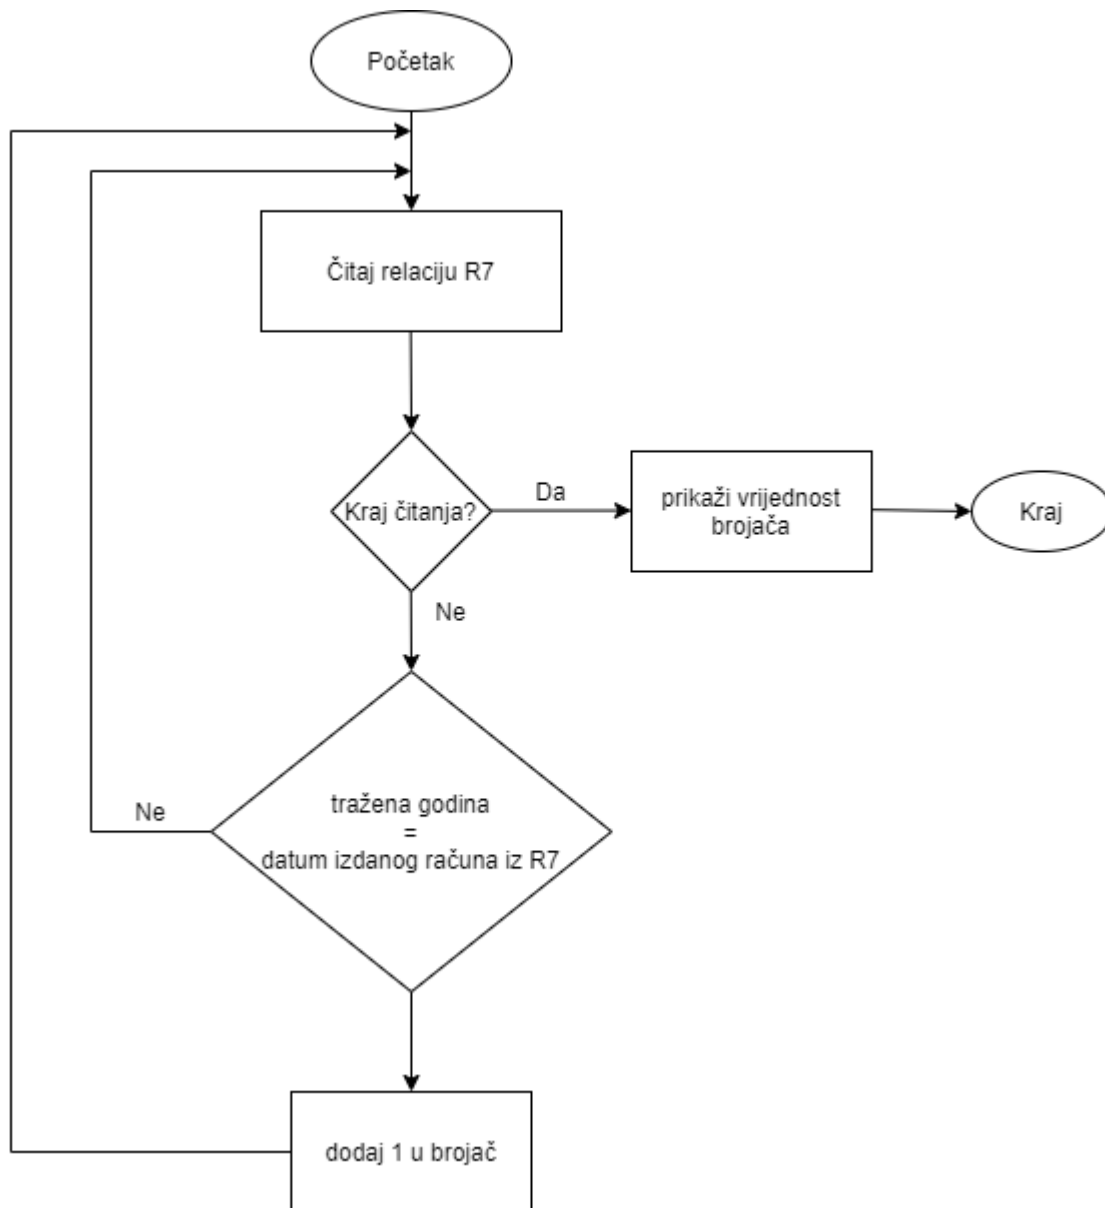 Početak
Čitaj relaciju R7
Kraj čitanja?
Da
prikaži vrijednost
brojača
Kraj
Ne
tražena godina
=
datum izdanog računa iz R7
Ne
dodaj 1 u brojač